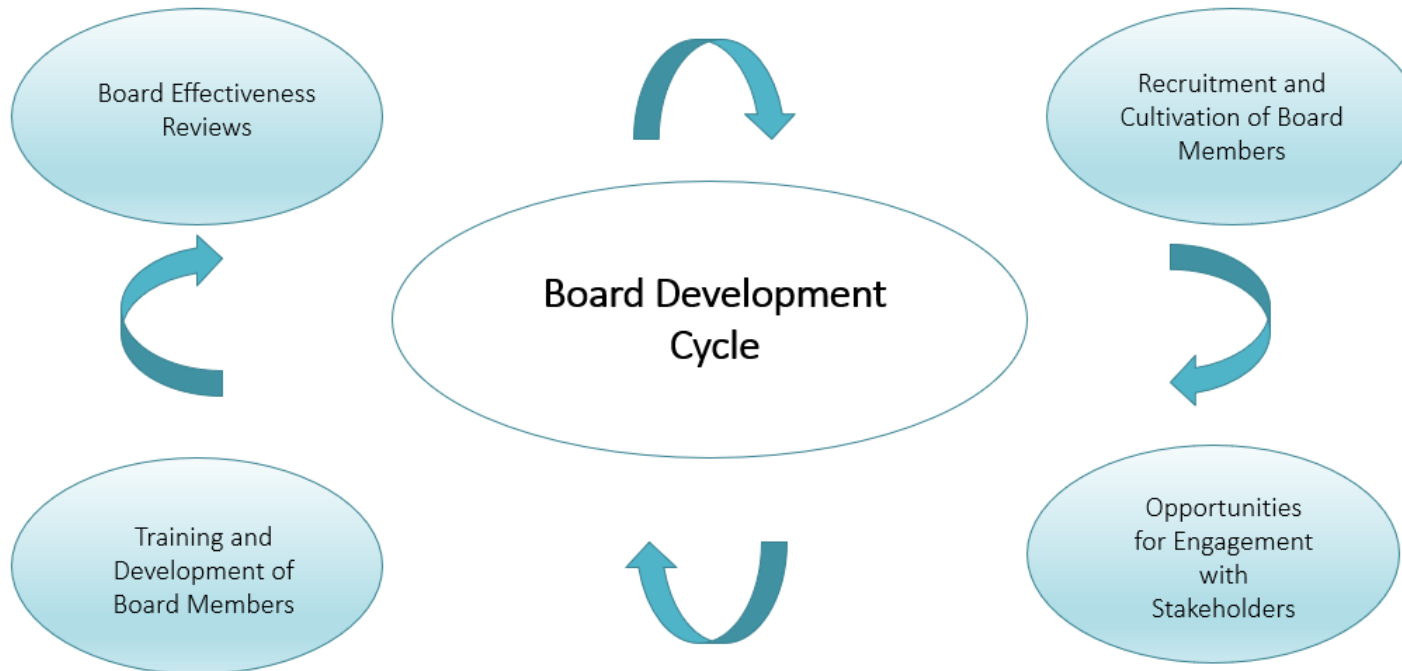 Board Effectiveness
Reviews
Recruitment and
Cultivation of Board
Members
Board Development
Cycle
Training and
Development of
Board Members
Opportunities
for Engagement
with
Stakeholders